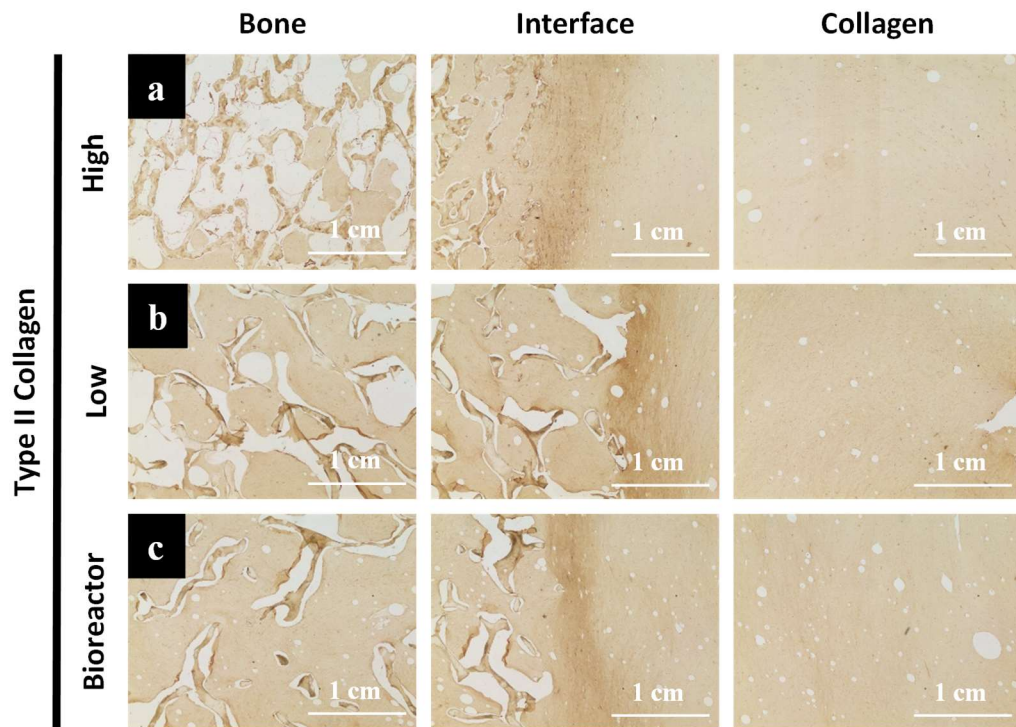 Bone Interface Collagen
Type II Collagen
High
a
1 cm 1 cm 1 cm
Low
b
1 cm 1 cm 1 cm
Bioreactor
c
1 cm 1 cm 1 cm